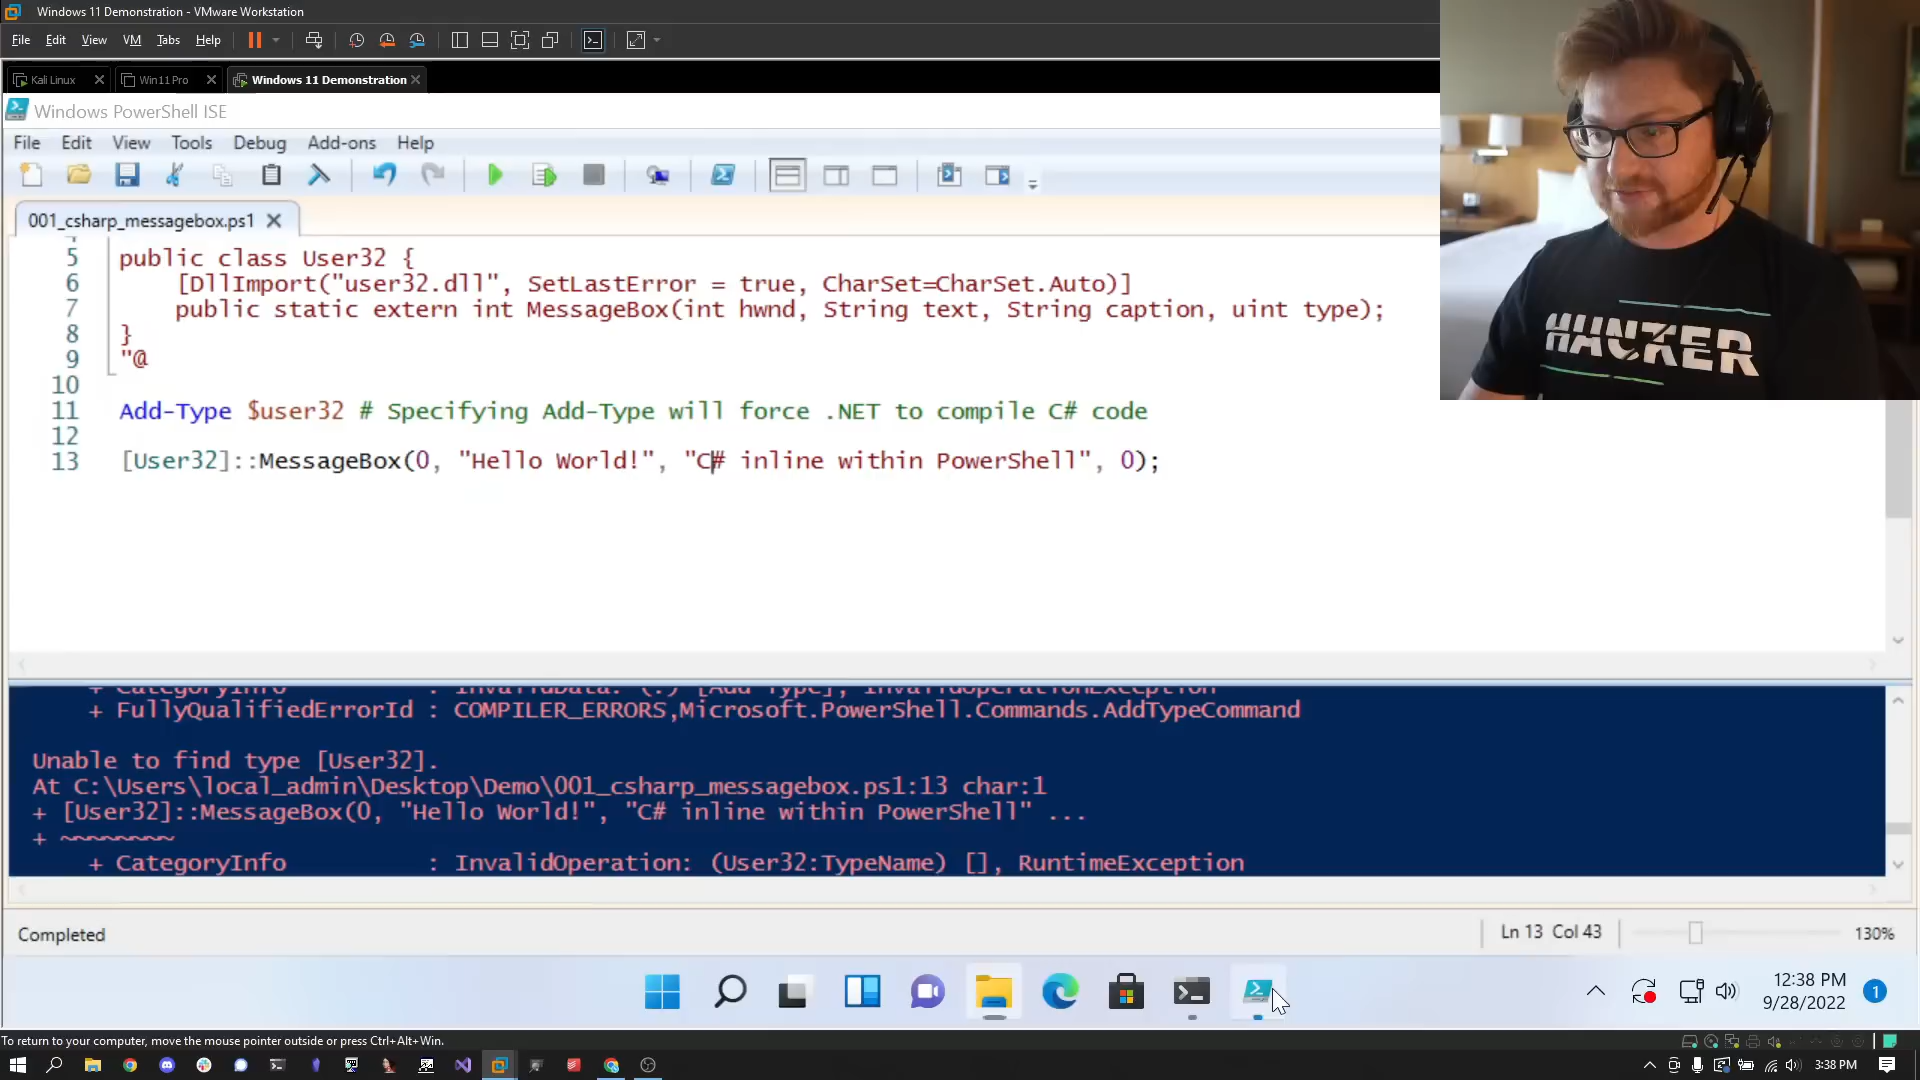 Windows 11 Demonstration - VMware Workstation
File Edit View VM Tabs Help
Kali Linux
Win11 Pro
Windows 11 Demonstration
Windows PowerShell ISE
File Edit View Tools Debug Add-ons Help
001_csharp_messagebox.ps1
5 public class User32 {
6 [DllImport("user32.dll", SetLastError = true, CharSet=CharSet.Auto)]
7 public static extern int MessageBox(int hwnd, String text, String caption, uint type);
8 }
9 "@
10
11 Add-Type $user32 # Specifying Add-Type will force .NET to compile C# code
12
13 [User32]::MessageBox(0, "Hello World!", "C# inline within PowerShell", 0);
HACKER
+ CategoryInfo : InvalidData: (:) [Add-Type], InvalidOperationException
+ FullyQualifiedErrorId : COMPILER_ERRORS,Microsoft.PowerShell.Commands.AddTypeCommand
Unable to find type [User32].
At C:\Users\local_admin\Desktop\Demo\001_csharp_messagebox.ps1:13 char:1
+ [User32]::MessageBox(0, "Hello World!", "C# inline within PowerShell" ...
+ ~~~~~~~~
+ CategoryInfo : InvalidOperation: (User32:TypeName) [], RuntimeException
Completed
Ln 13 Col 43
130%
12:38 PM
9/28/2022
1
To return to your computer, move the mouse pointer outside or press Ctrl+Alt+Win.
3:38 PM